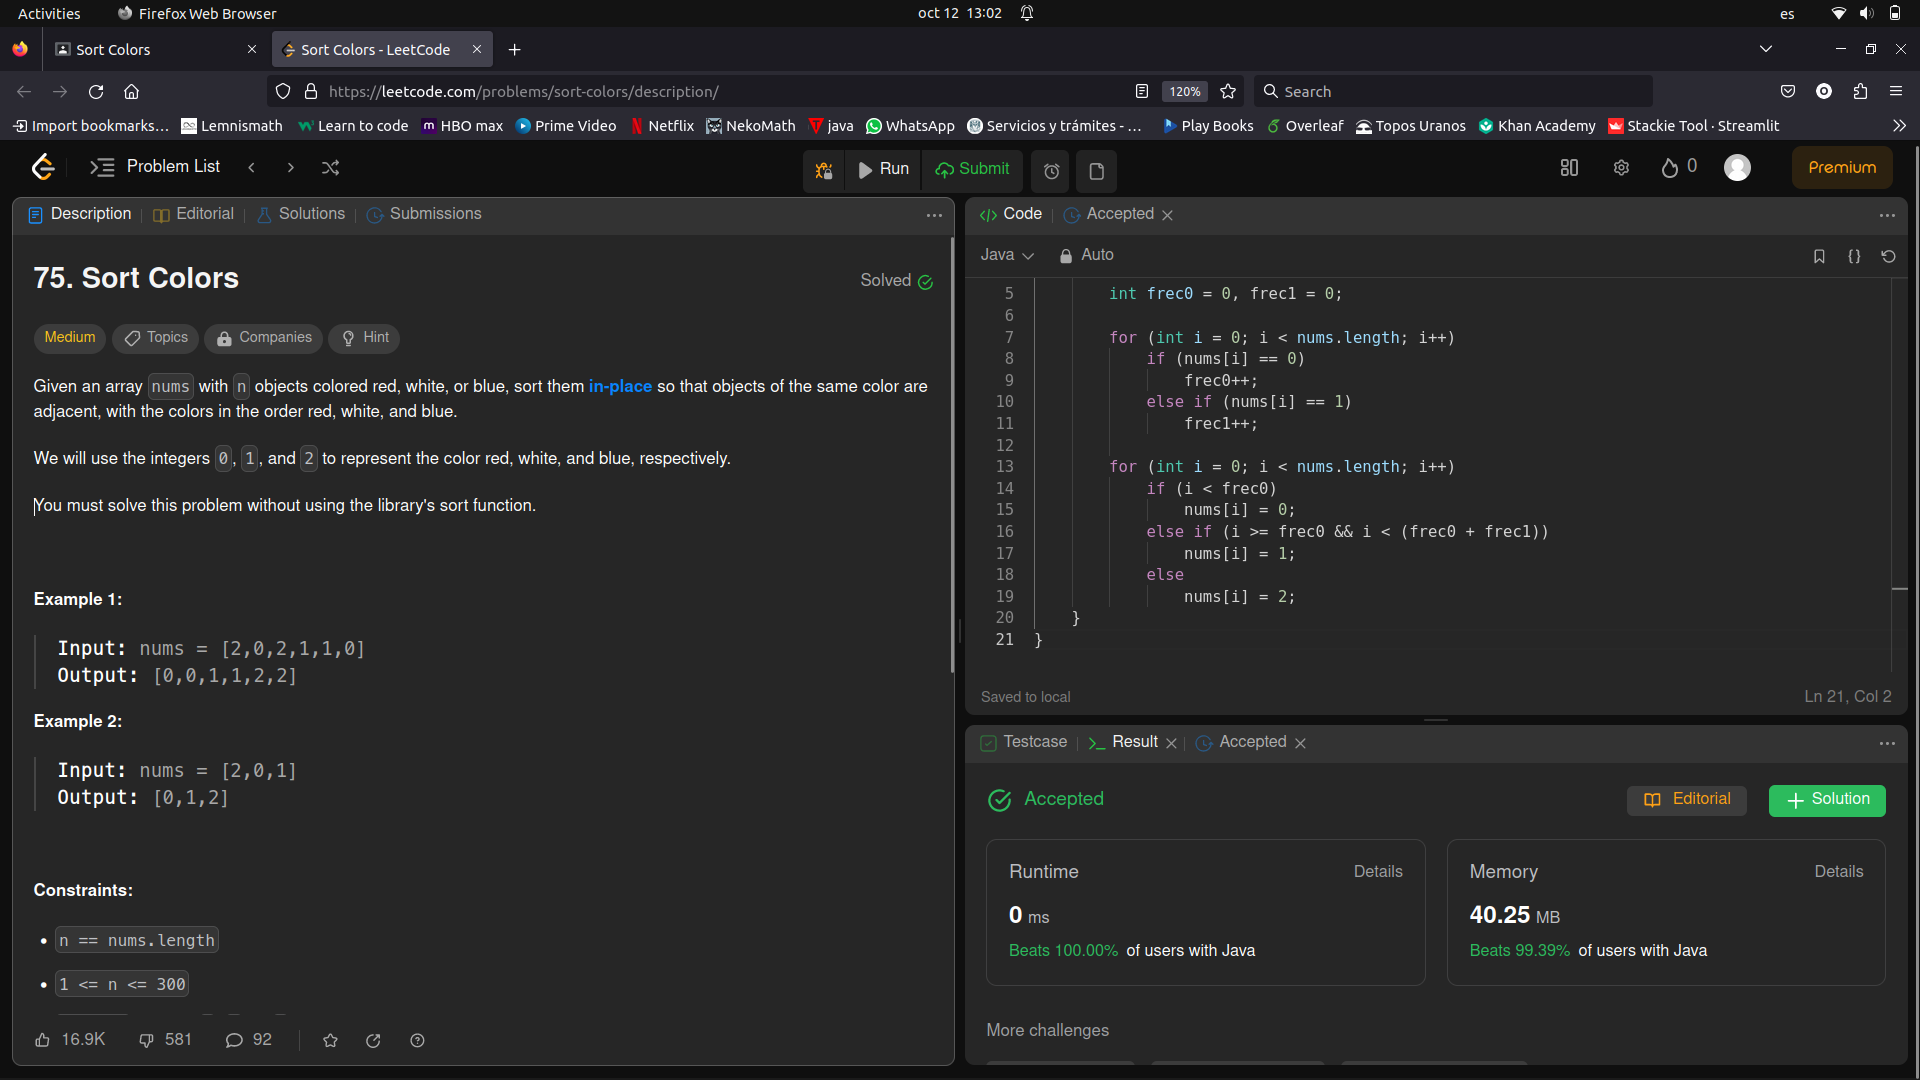 Activities
Firefox Web Browser
oct 12 13:02
es
Sort Colors
Sort Colors - LeetCode
https://leetcode.com/problems/sort-colors/description/
120%
Search
Import bookmarks…
Lemnismath
Learn to code
HBO max
Prime Video
Netflix
NekoMath
java
WhatsApp
Servicios y trámites - …
Play Books
Overleaf
Topos Uranos
Khan Academy
Stackie Tool · Streamlit
Problem List
Run
Submit
0
Premium
Description
Editorial
Solutions
Submissions
75. Sort Colors
Solved
Medium
Topics
Companies
Hint
Given an array nums with n objects colored red, white, or blue, sort them in-place so that objects of the same color are
adjacent, with the colors in the order red, white, and blue.
We will use the integers 0, 1, and 2 to represent the color red, white, and blue, respectively.
You must solve this problem without using the library's sort function.
Example 1:
Input: nums = [2,0,2,1,1,0]
Output: [0,0,1,1,2,2]
Example 2:
Input: nums = [2,0,1]
Output: [0,1,2]
Constraints:
• n == nums.length
• 1 <= n <= 300
16.9K
581
92
Code
Accepted
Java
Auto
5 int frec0 = 0, frec1 = 0;
6
7 for (int i = 0; i < nums.length; i++)
8 if (nums[i] == 0)
9 frec0++;
10 else if (nums[i] == 1)
11 frec1++;
12
13 for (int i = 0; i < nums.length; i++)
14 if (i < frec0)
15 nums[i] = 0;
16 else if (i >= frec0 && i < (frec0 + frec1))
17 nums[i] = 1;
18 else
19 nums[i] = 2;
20 }
21 }
Saved to local
Ln 21, Col 2
Testcase
Result
Accepted
Accepted
Editorial
Solution
Runtime
Details
0 ms
Beats 100.00% of users with Java
Memory
Details
40.25 MB
Beats 99.39% of users with Java
More challenges